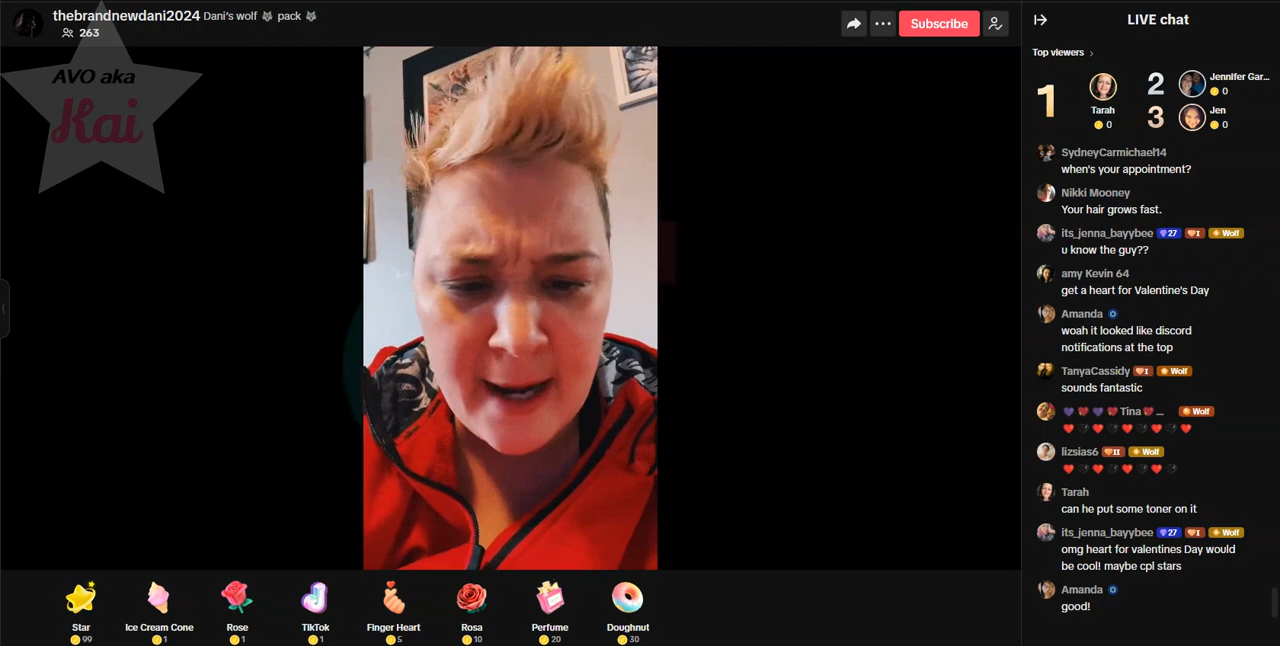 thebrandnewdani2024 Dani's wolf 🐺 pack 🐺
263
AVO aka
Kai
Subscribe
LIVE chat
Top viewers
1
Tarah
0
2
Jennifer Gar...
0
3
Jen
0
SydneyCarmichael14
when's your appointment?
Nikki Mooney
Your hair grows fast.
its_jenna_bayybee 27 I Wolf
u know the guy??
amy Kevin 64
get a heart for Valentine's Day
Amanda
woah it looked like discord
notifications at the top
TanyaCassidy I Wolf
sounds fantastic
Tina ... Wolf
lizsias6 II Wolf
Tarah
can he put some toner on it
its_jenna_bayybee 27 I Wolf
omg heart for valentines Day would
be cool! maybe cpl stars
Amanda
good!
Star
99
Ice Cream Cone
1
Rose
1
TikTok
1
Finger Heart
5
Rosa
10
Perfume
20
Doughnut
30